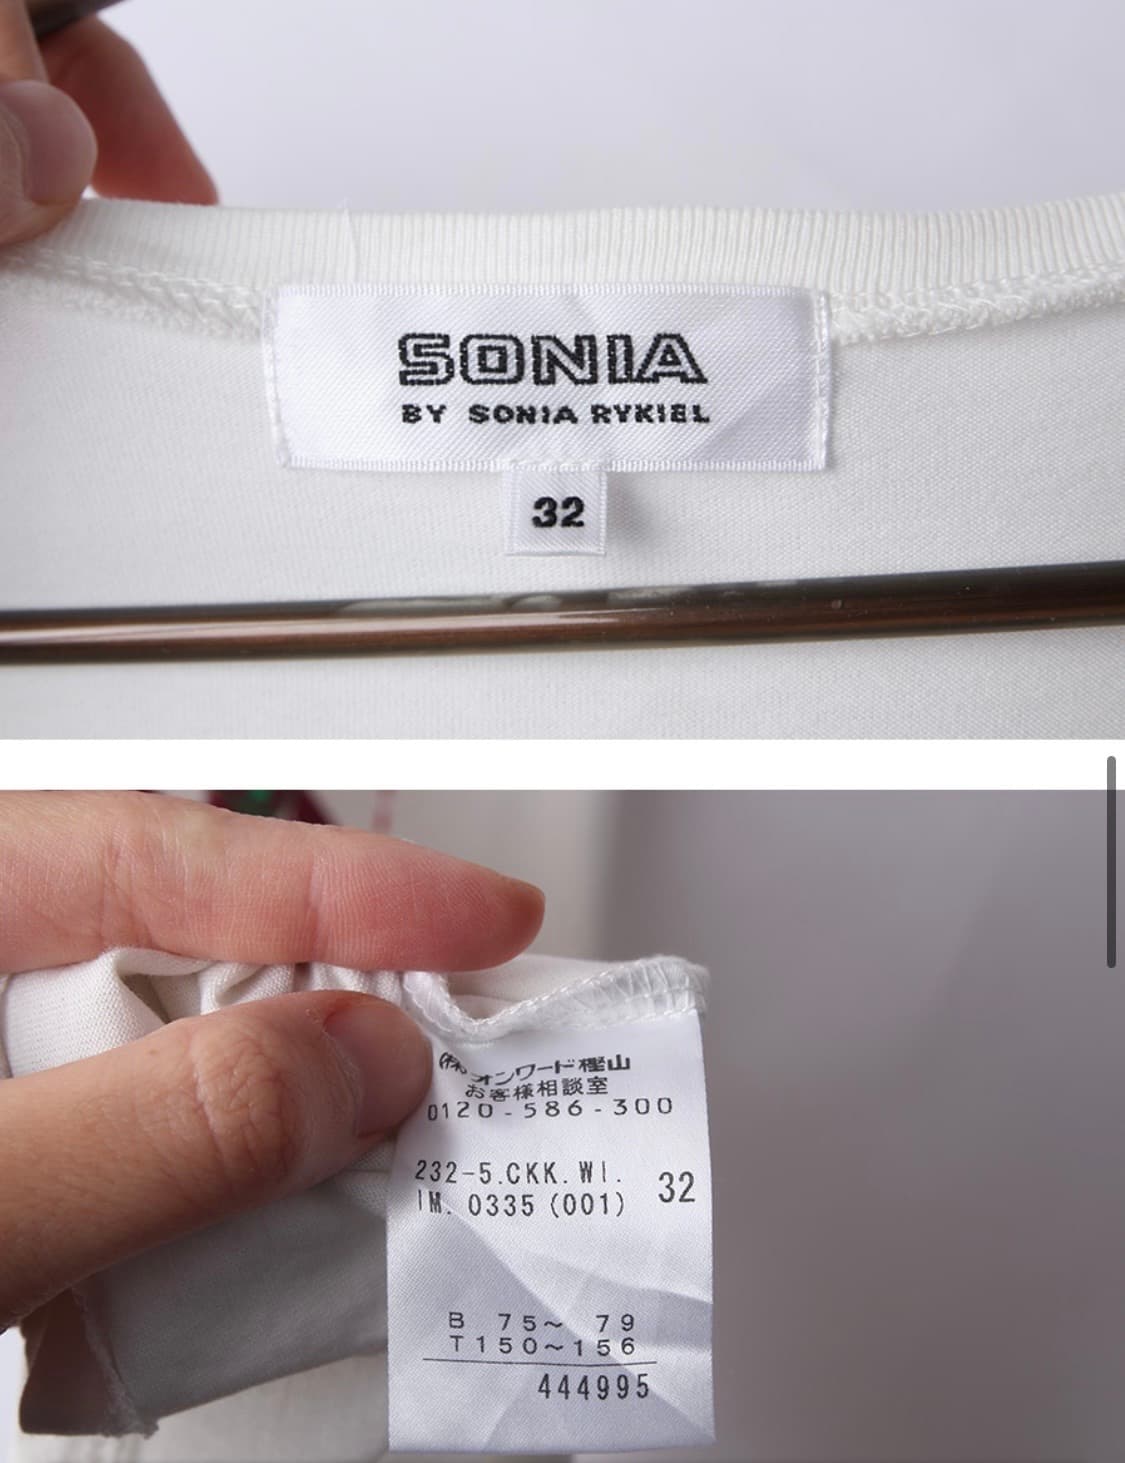 SONIA
BY SONIA RYKIEL
32
㈱オンワード樫山
お客様相談室
0120-586-300
232-5.CKK.WI.
IM. 0335 (001)
32
B 75~ 79
T150~156
444995